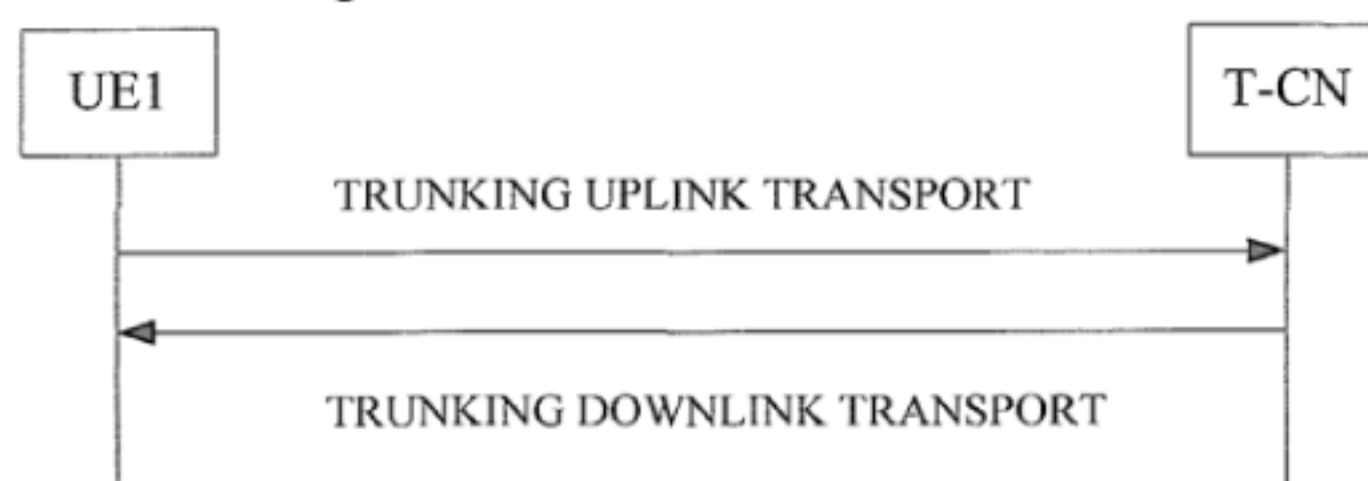 UE1
T-CN
TRUNKING UPLINK TRANSPORT
TRUNKING DOWNLINK TRANSPORT